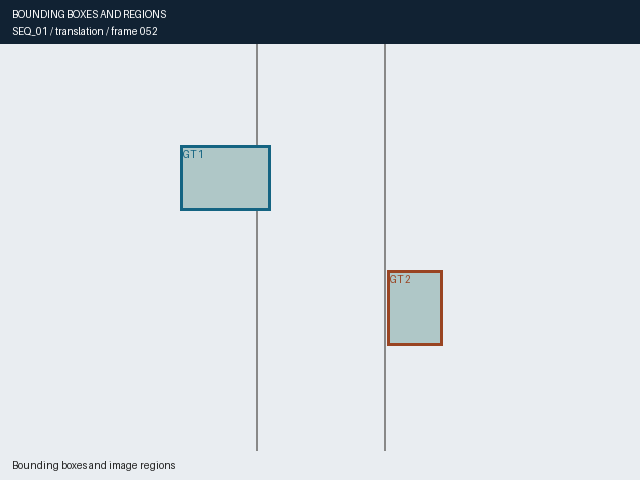 BOUNDING BOXES AND REGIONS
SEQ_01 / translation / frame 052
GT1
GT2
Bounding boxes and image regions